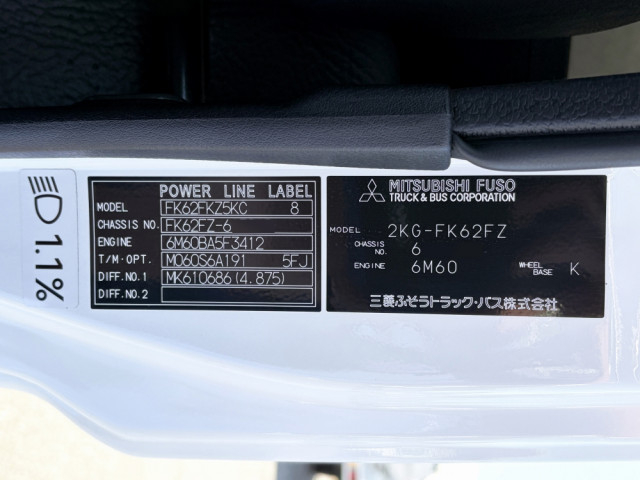 1.1%
POWER LINE LABEL
MODEL FK62FKZ5KC 8
CHASSIS NO. FK62FZ-6
ENGINE 6M60BA5F3412
T/M·OPT. M060S6A191 5FJ
DIFF.NO.1 MK610686(4.875)
DIFF.NO.2
MITSUBISHI FUSO
TRUCK & BUS CORPORATION
MODEL 2KG-FK62FZ
CHASSIS 6
ENGINE 6M60 WHEEL BASE K
三菱ふそうトラック・バス株式会社